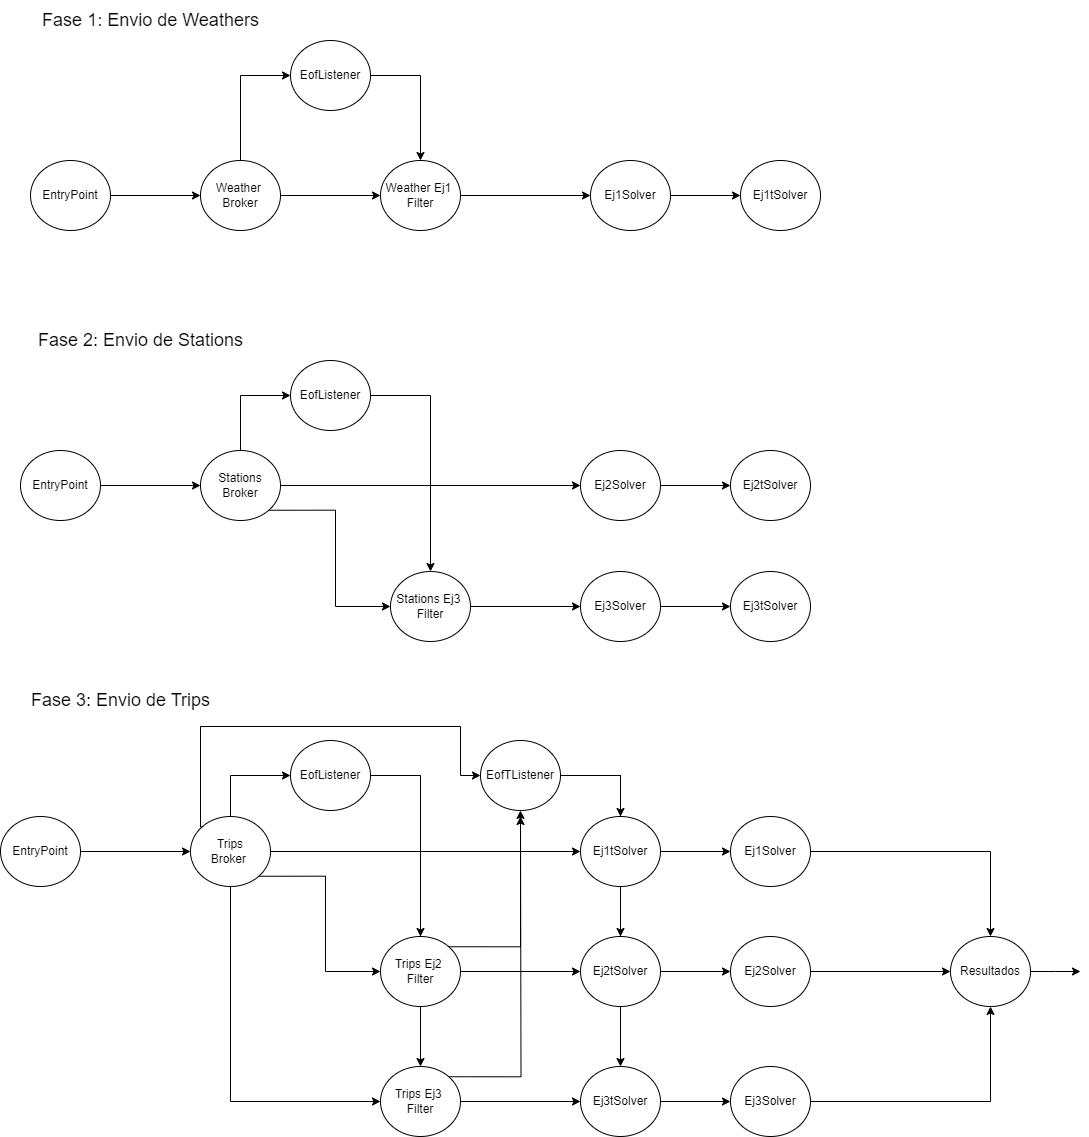 Fase 1: Envio de Weathers
EofListener
EntryPoint
Weather
Broker
Weather Ej1
Filter
Ej1Solver
Ej1tSolver
Fase 2: Envio de Stations
EofListener
EntryPoint
Stations
Broker
Ej2Solver
Ej2tSolver
Stations Ej3
Filter
Ej3Solver
Ej3tSolver
Fase 3: Envio de Trips
EofListener
EofTListener
EntryPoint
Trips
Broker
Ej1tSolver
Ej1Solver
Trips Ej2
Filter
Ej2tSolver
Ej2Solver
Resultados
Trips Ej3
Filter
Ej3tSolver
Ej3Solver